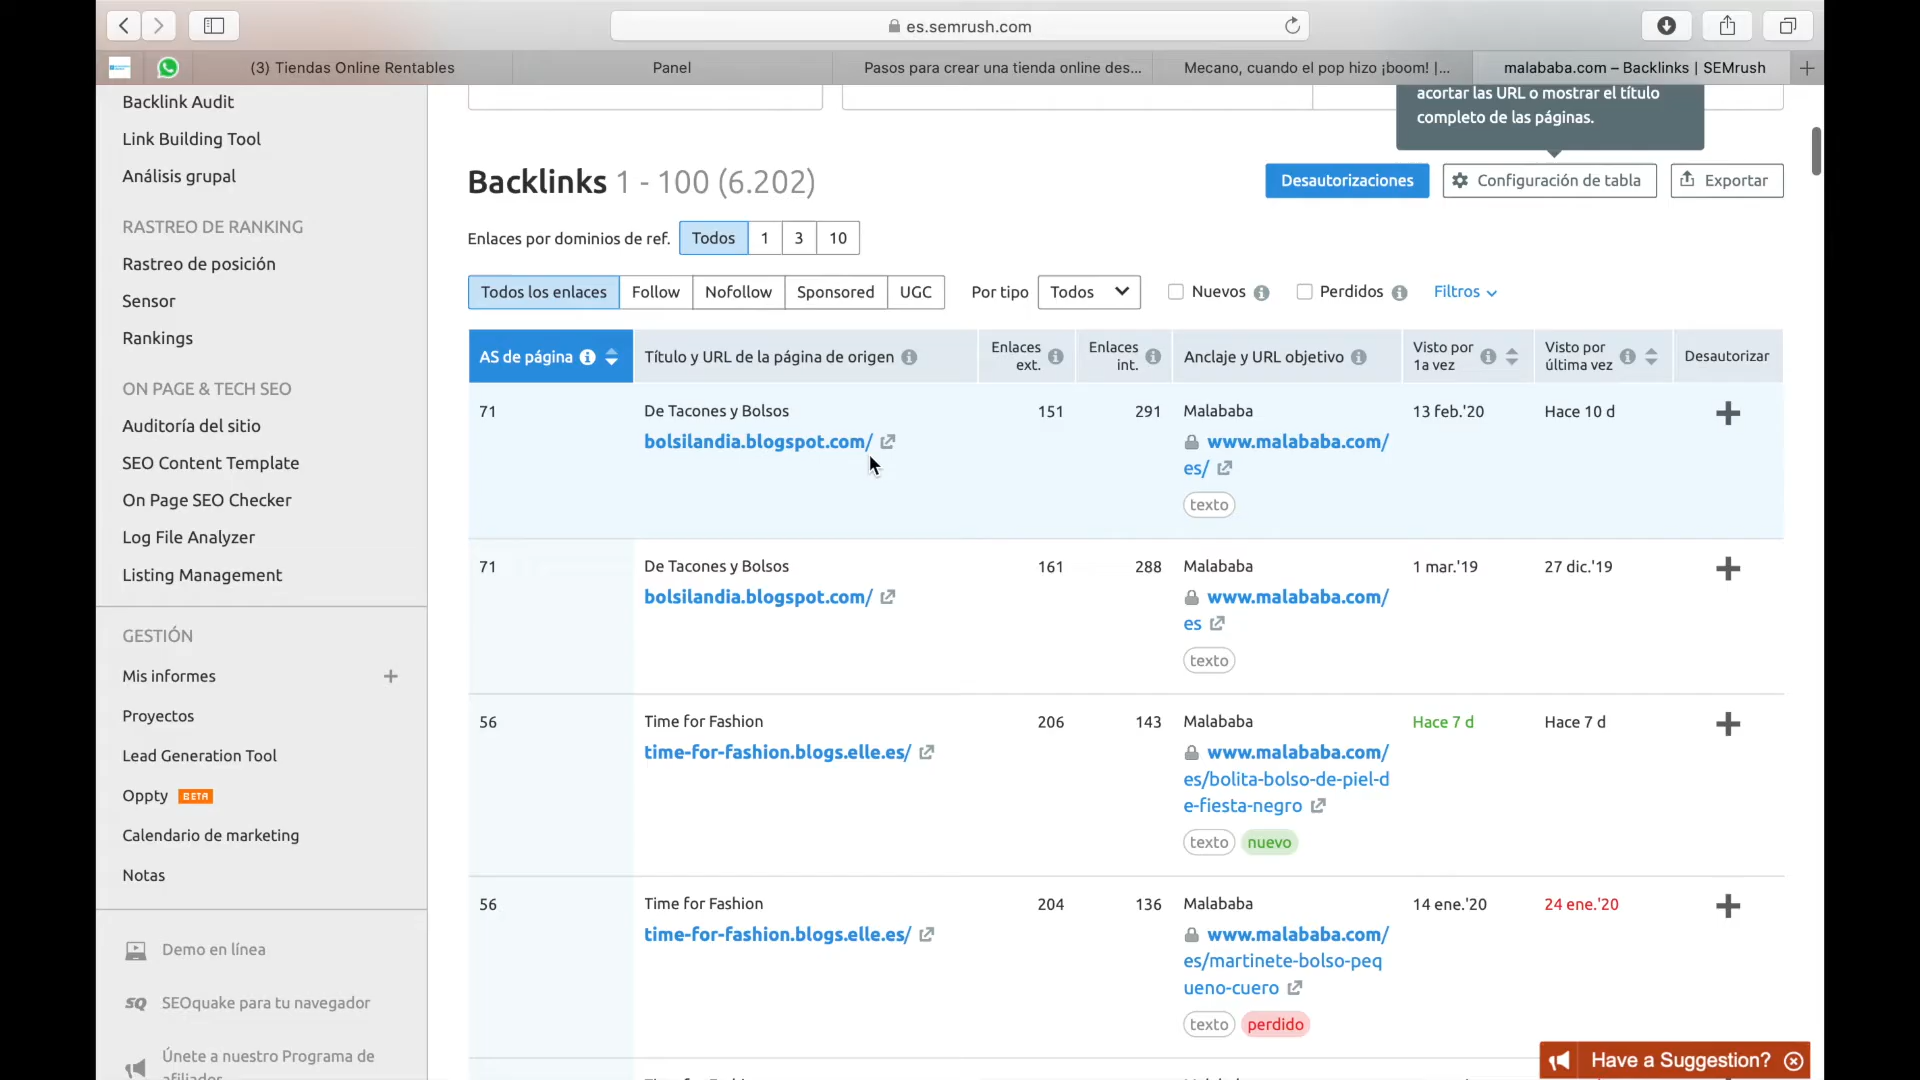 es.semrush.com
(3) Tiendas Online Rentables
Panel
Pasos para crear una tienda online des...
Mecano, cuando el pop hizo ¡boom! |...
malababa.com – Backlinks | SEMrush
Backlink Audit
Link Building Tool
Análisis grupal
RASTREO DE RANKING
Rastreo de posición
Sensor
Rankings
ON PAGE & TECH SEO
Auditoría del sitio
SEO Content Template
On Page SEO Checker
Log File Analyzer
Listing Management
GESTIÓN
Mis informes
Proyectos
Lead Generation Tool
Oppty BETA
Calendario de marketing
Notas
Demo en línea
SQ SEOquake para tu navegador
Únete a nuestro Programa de
afiliados
acortar las URL o mostrar el título
completo de las páginas.
Backlinks 1 - 100 (6.202)
Desautorizaciones
Configuración de tabla
Exportar
Enlaces por dominios de ref. Todos 1 3 10
Todos los enlaces Follow Nofollow Sponsored UGC Por tipo Todos Nuevos Perdidos Filtros
AS de página
Título y URL de la página de origen
Enlaces
ext.
Enlaces
int.
Anclaje y URL objetivo
Visto por
1a vez
Visto por
última vez
Desautorizar
71
De Tacones y Bolsos
bolsilandia.blogspot.com/
151
291
Malababa
www.malababa.com/
es/
texto
13 feb.'20
Hace 10 d
71
De Tacones y Bolsos
bolsilandia.blogspot.com/
161
288
Malababa
www.malababa.com/
es
texto
1 mar.'19
27 dic.'19
56
Time for Fashion
time-for-fashion.blogs.elle.es/
206
143
Malababa
www.malababa.com/
es/bolita-bolso-de-piel-d
e-fiesta-negro
texto nuevo
Hace 7 d
Hace 7 d
56
Time for Fashion
time-for-fashion.blogs.elle.es/
204
136
Malababa
www.malababa.com/
es/martinete-bolso-peq
ueno-cuero
texto perdido
14 ene.'20
24 ene.'20
Have a Suggestion?